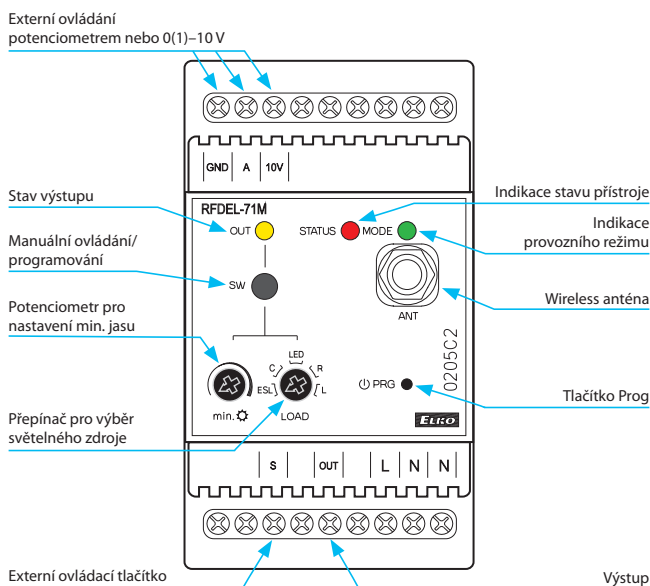 Externí ovládání
potenciometrem nebo 0(1)–10 V
GND A 10V
Stav výstupu
Indikace stavu přístroje
RFDEL-71M
OUT STATUS MODE
Indikace
provozního režimu
Manuální ovládání/
programování
SW
Wireless anténa
ANT
Potenciometr pro
nastavení min. jasu
0205C2
LED
C R
ESL L
PRG
Tlačítko Prog
min. LOAD
ELKO
Přepínač pro výběr
světelného zdroje
S OUT L N N
Externí ovládací tlačítko
Výstup